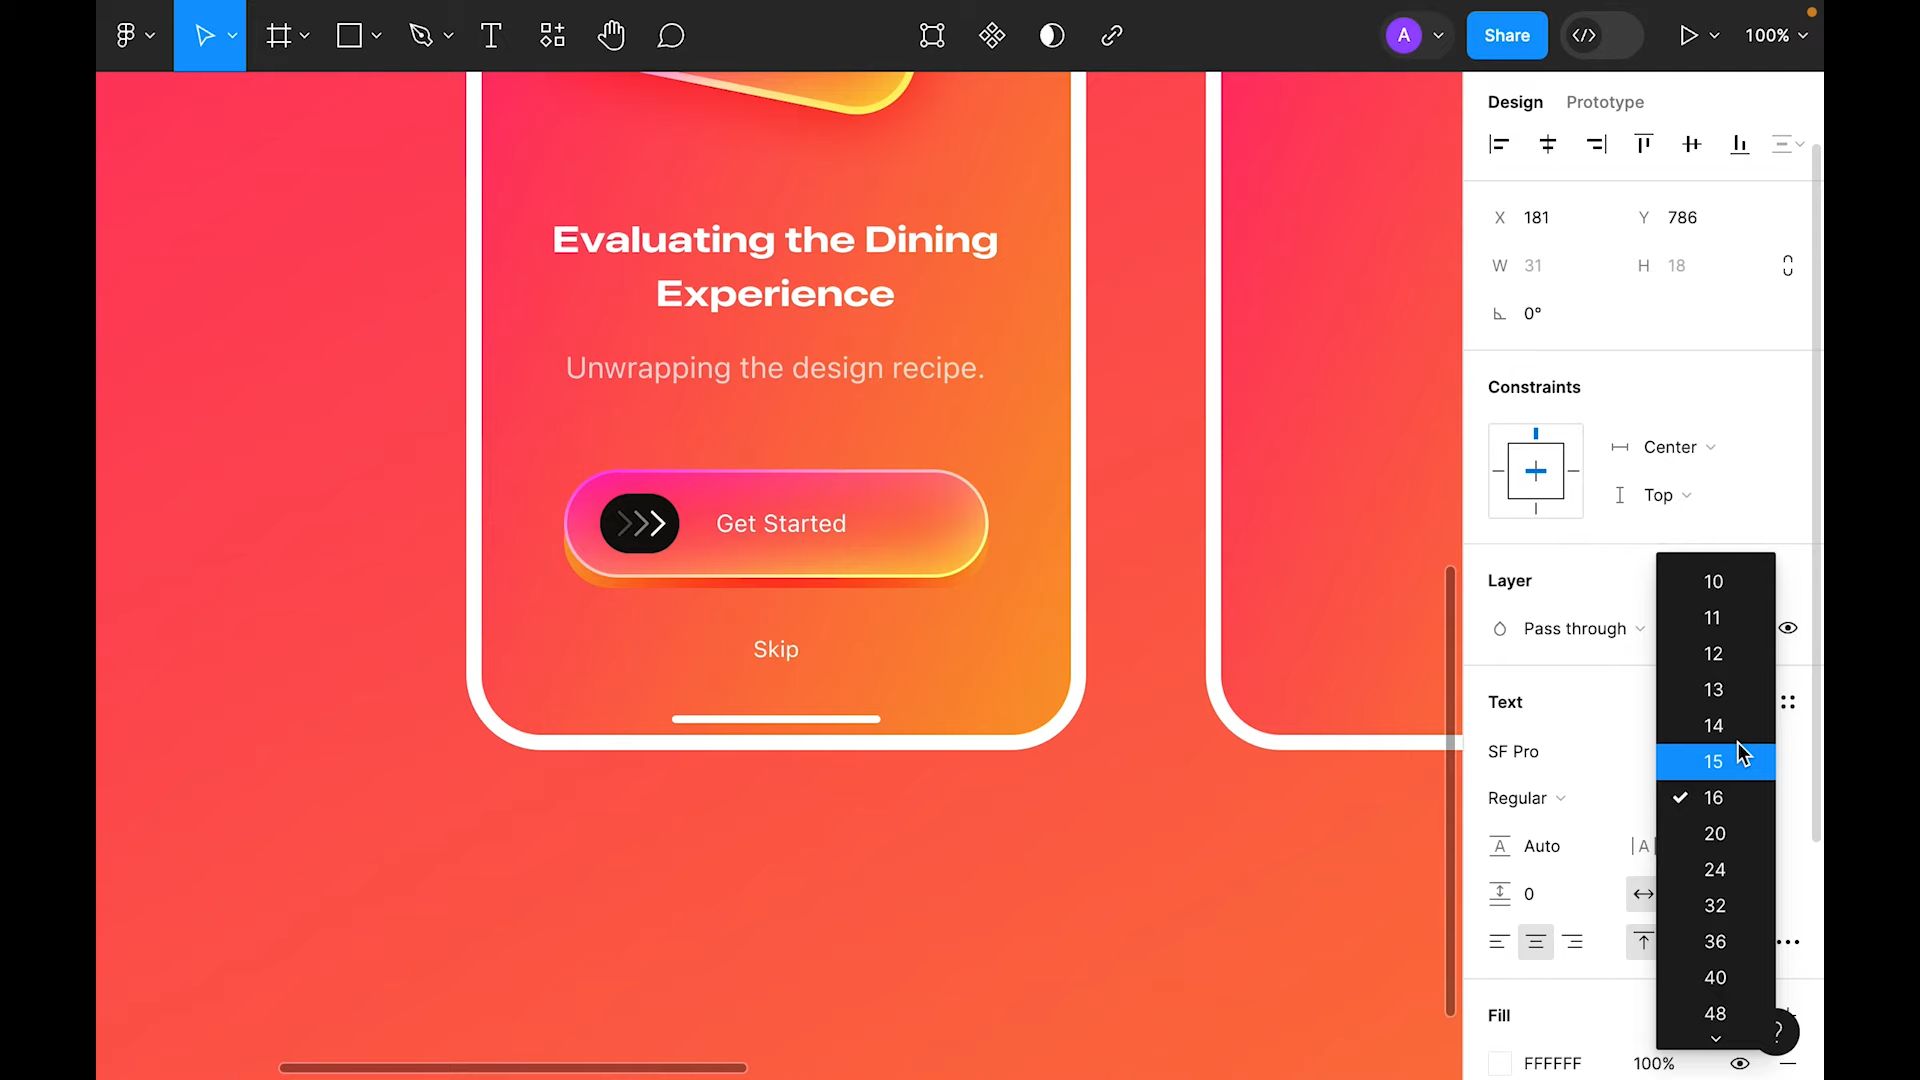 A
Share
100%
Design
Prototype
X 181
Y 786
W 31
H 18
0°
Constraints
Center
Top
Layer
Pass through
Text
SF Pro
Regular
Auto
A
0
Fill
FFFFFF
100%
10
11
12
13
14
15
16
20
24
32
36
40
48
?
Evaluating the Dining
Experience
Unwrapping the design recipe.
Get Started
Skip